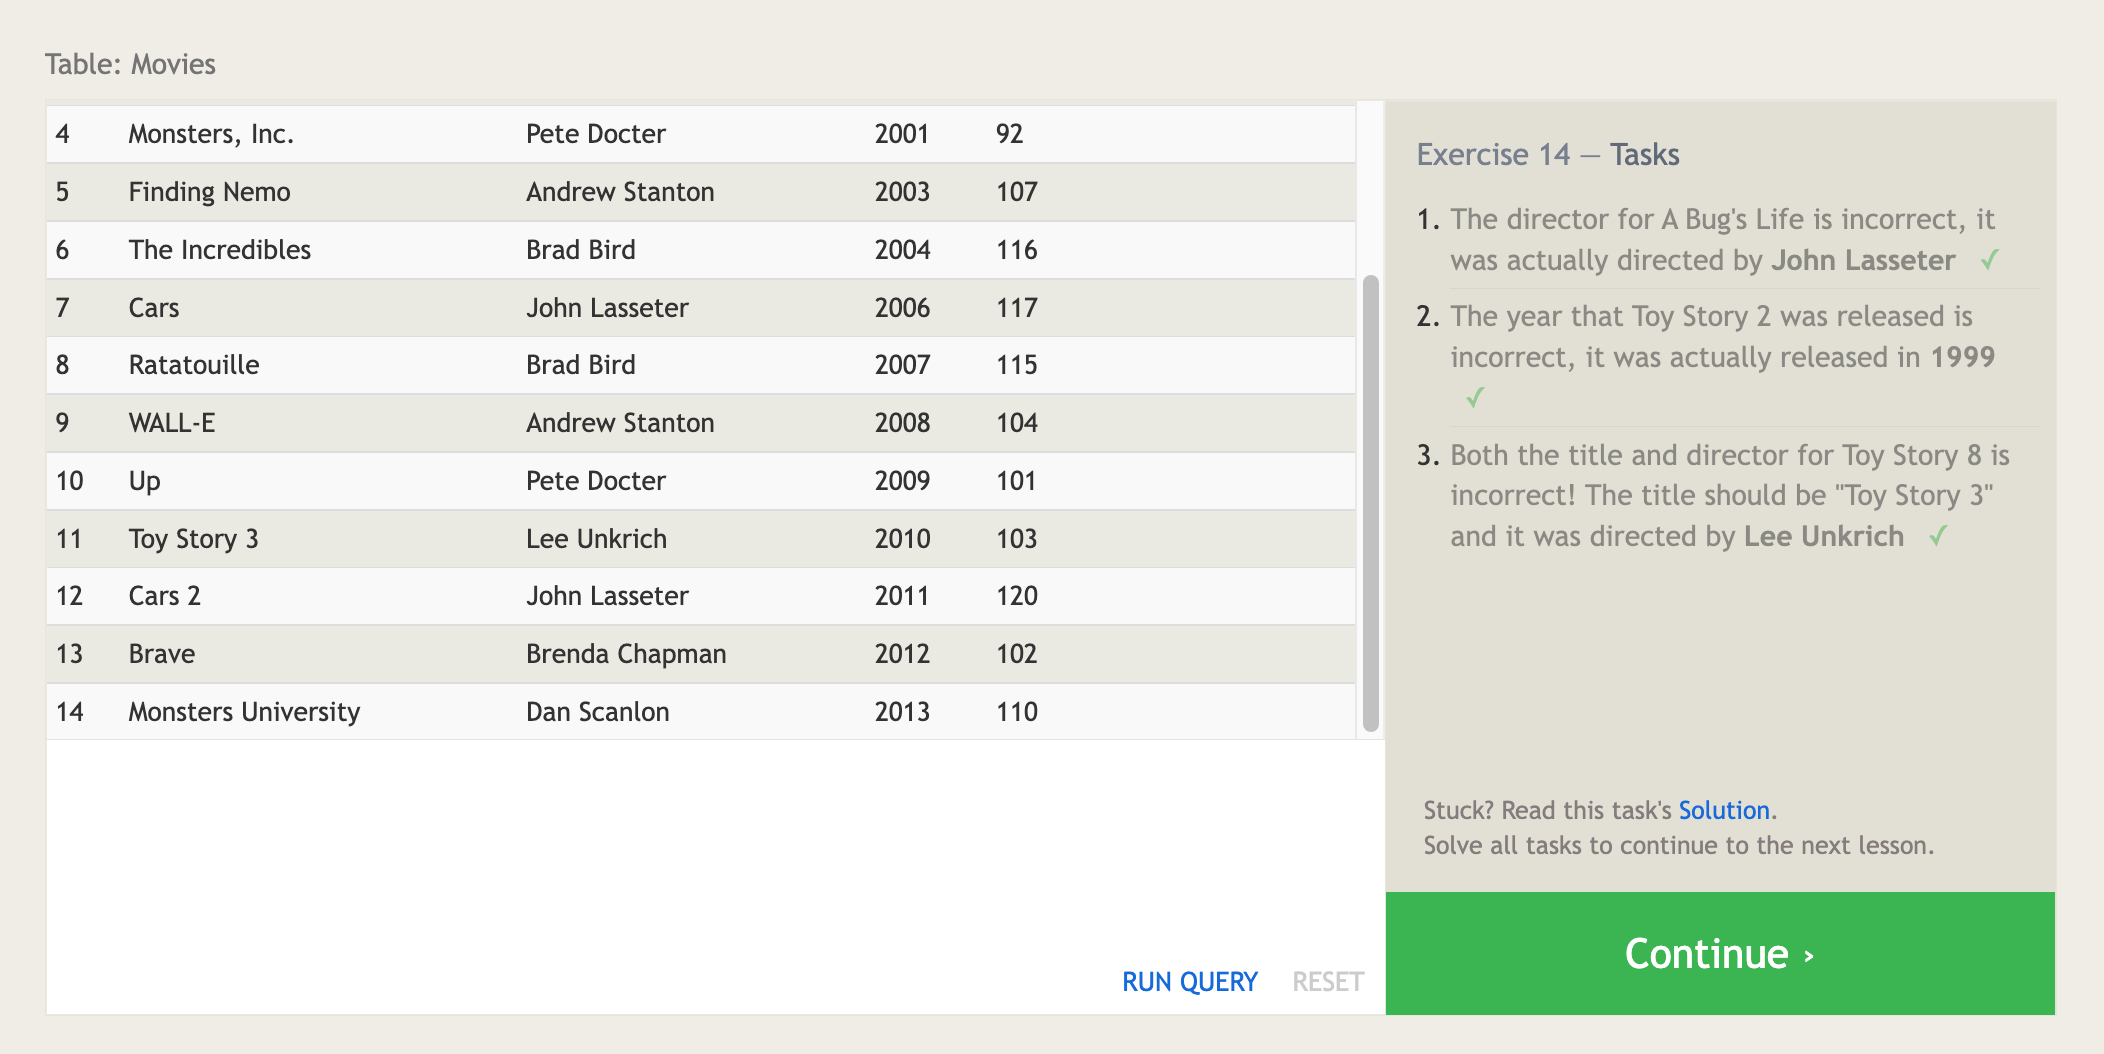 Table: Movies
4 Monsters, Inc. Pete Docter 2001 92
5 Finding Nemo Andrew Stanton 2003 107
6 The Incredibles Brad Bird 2004 116
7 Cars John Lasseter 2006 117
8 Ratatouille Brad Bird 2007 115
9 WALL-E Andrew Stanton 2008 104
10 Up Pete Docter 2009 101
11 Toy Story 3 Lee Unkrich 2010 103
12 Cars 2 John Lasseter 2011 120
13 Brave Brenda Chapman 2012 102
14 Monsters University Dan Scanlon 2013 110
RUN QUERY RESET
Exercise 14 — Tasks
1. The director for A Bug's Life is incorrect, it
was actually directed by John Lasseter ✓
2. The year that Toy Story 2 was released is
incorrect, it was actually released in 1999
✓
3. Both the title and director for Toy Story 8 is
incorrect! The title should be "Toy Story 3"
and it was directed by Lee Unkrich ✓
Stuck? Read this task's Solution.
Solve all tasks to continue to the next lesson.
Continue ›